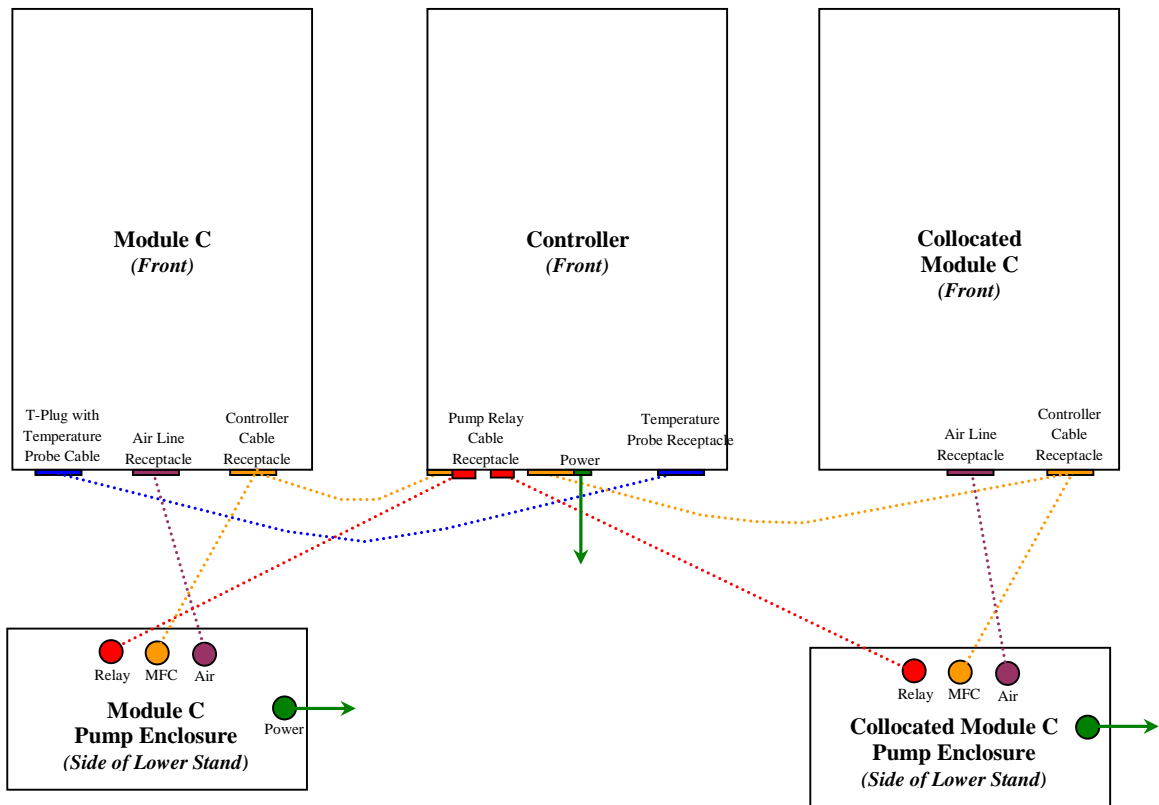 Module C
(Front)
Controller
(Front)
Collocated
Module C
(Front)
T-Plug with
Temperature
Probe Cable
Air Line
Receptacle
Controller
Cable
Receptacle
Pump Relay
Cable
Receptacle
Power
Temperature
Probe Receptacle
Air Line
Receptacle
Controller
Cable
Receptacle
Relay
MFC
Air
Module C
Pump Enclosure
(Side of Lower Stand)
Power
Relay
MFC
Air
Collocated Module C
Pump Enclosure
(Side of Lower Stand)